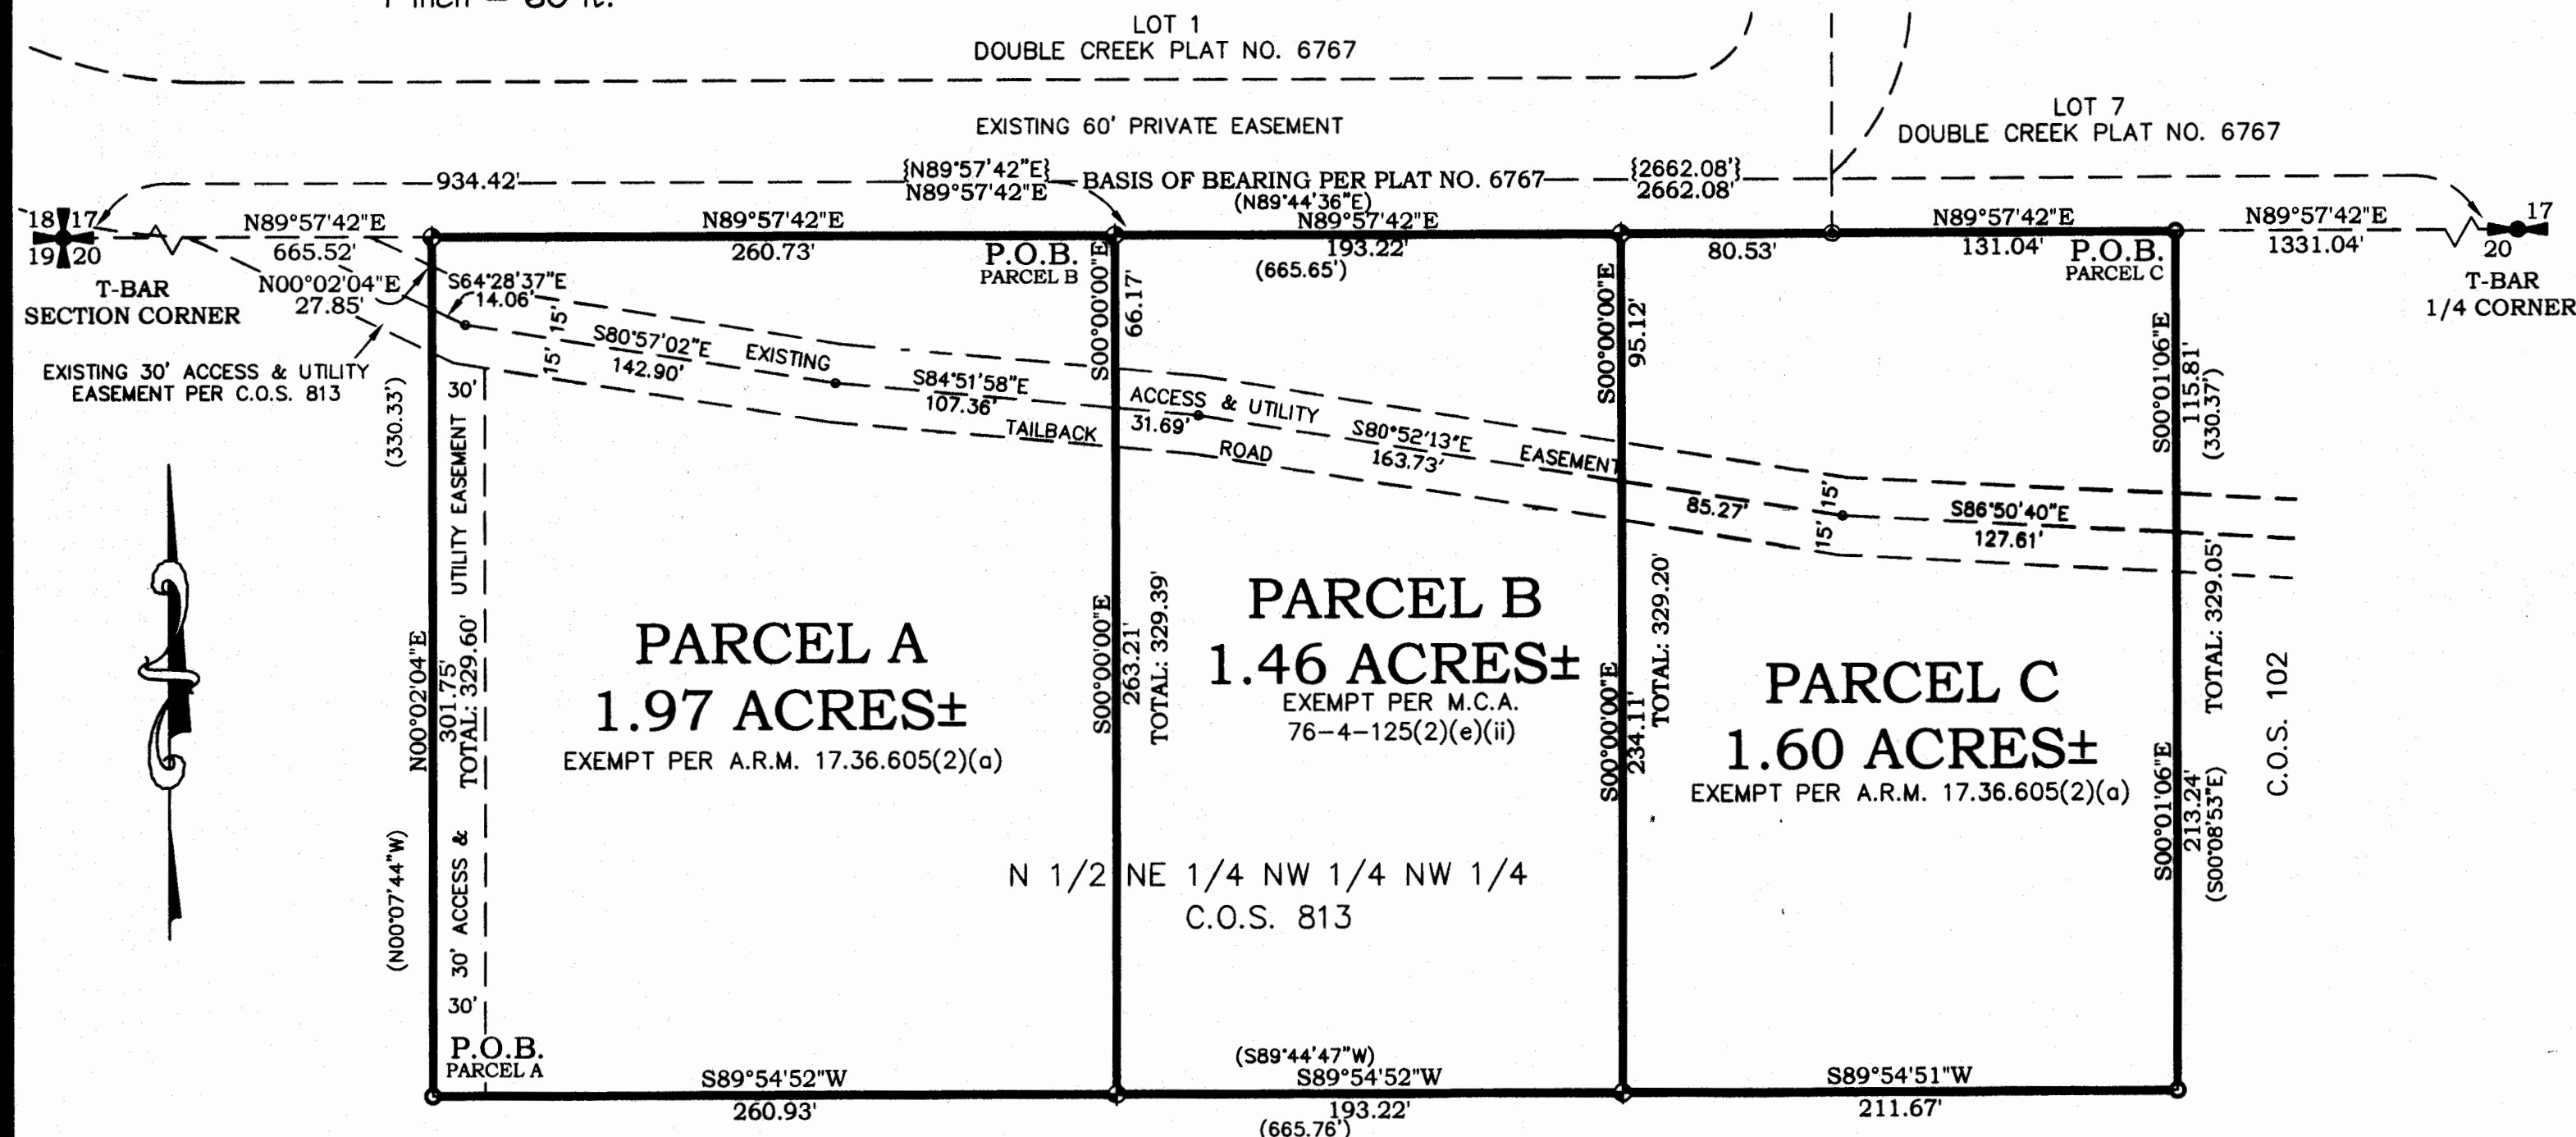 1 inch = 60 ft.
LOT 1
DOUBLE CREEK PLAT NO. 6767
EXISTING 60' PRIVATE EASEMENT
LOT 7
DOUBLE CREEK PLAT NO. 6767
934.42'
{N89°57'42"E}
N89°57'42"E
BASIS OF BEARING PER PLAT NO. 6767
{2662.08'}
2662.08'
(N89°44'36"E)
18 17
19 20
T-BAR
SECTION CORNER
N89°57'42"E
665.52'
N00°02'04"E
27.85'
EXISTING 30' ACCESS & UTILITY
EASEMENT PER C.O.S. 813
N89°57'42"E
260.73'
P.O.B.
PARCEL B
N89°57'42"E
193.22'
(665.65')
80.53'
N89°57'42"E
131.04'
P.O.B.
PARCEL C
N89°57'42"E
1331.04'
17
20
T-BAR
1/4 CORNER
S64°28'37"E
14.06'
15'
15'
S80°57'02"E
142.90'
EXISTING
S84°51'58"E
107.36'
ACCESS & UTILITY
31.69'
TAILBACK
ROAD
S80°52'13"E
163.73'
EASEMENT
85.27'
15'
15'
S86°50'40"E
127.61'
S00°00'00"E
66.17'
S00°00'00"E
95.12'
S00°01'06"E
115.81'
(330.37')
(330.33')
30'
30' ACCESS & UTILITY EASEMENT
N00°02'04"E
301.75'
TOTAL: 329.60'
(N00°07'44"W)
30'
PARCEL A
1.97 ACRES±
EXEMPT PER A.R.M. 17.36.605(2)(a)
S00°00'00"E
263.21'
TOTAL: 329.39'
PARCEL B
1.46 ACRES±
EXEMPT PER M.C.A.
76-4-125(2)(e)(ii)
S00°00'00"E
234.11'
TOTAL: 329.20'
PARCEL C
1.60 ACRES±
EXEMPT PER A.R.M. 17.36.605(2)(a)
S00°01'06"E
213.24'
(S00°08'53"E)
TOTAL: 329.05'
C.O.S. 102
N 1/2 NE 1/4 NW 1/4 NW 1/4
C.O.S. 813
P.O.B.
PARCEL A
S89°54'52"W
260.93'
(S89°44'47"W)
S89°54'52"W
193.22'
(665.76')
S89°54'51"W
211.67'